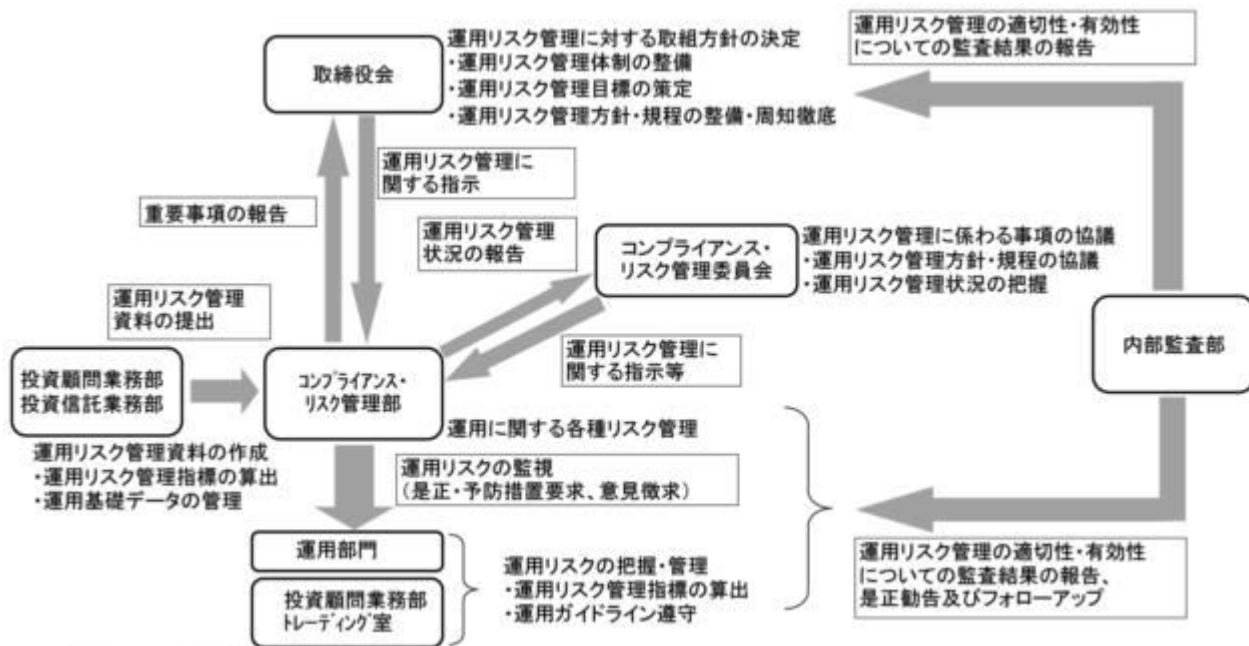 取締役会
運用リスク管理に対する取組方針の決定
・運用リスク管理体制の整備
・運用リスク管理目標の策定
・運用リスク管理方針・規程の整備・周知徹底
運用リスク管理の適切性・有効性
についての監査結果の報告
運用リスク管理に
関する指示
重要事項の報告
運用リスク管理
状況の報告
コンプライアンス・
リスク管理委員会
運用リスク管理に係わる事項の協議
・運用リスク管理方針・規程の協議
・運用リスク管理状況の把握
運用リスク管理
資料の提出
内部監査部
投資顧問業務部
投資信託業務部
コンプライアンス・
リスク管理部
運用リスク管理に
関する指示等
運用リスク管理資料の作成
・運用リスク管理指標の算出
・運用基礎データの管理
運用に関する各種リスク管理
運用リスクの監視
(是正・予防措置要求、意見徴求)
運用部門
投資顧問業務部
トレーディング室
運用リスクの把握・管理
・運用リスク管理指標の算出
・運用ガイドライン遵守
運用リスク管理の適切性・有効性
についての監査結果の報告、
是正勧告及びフォローアップ